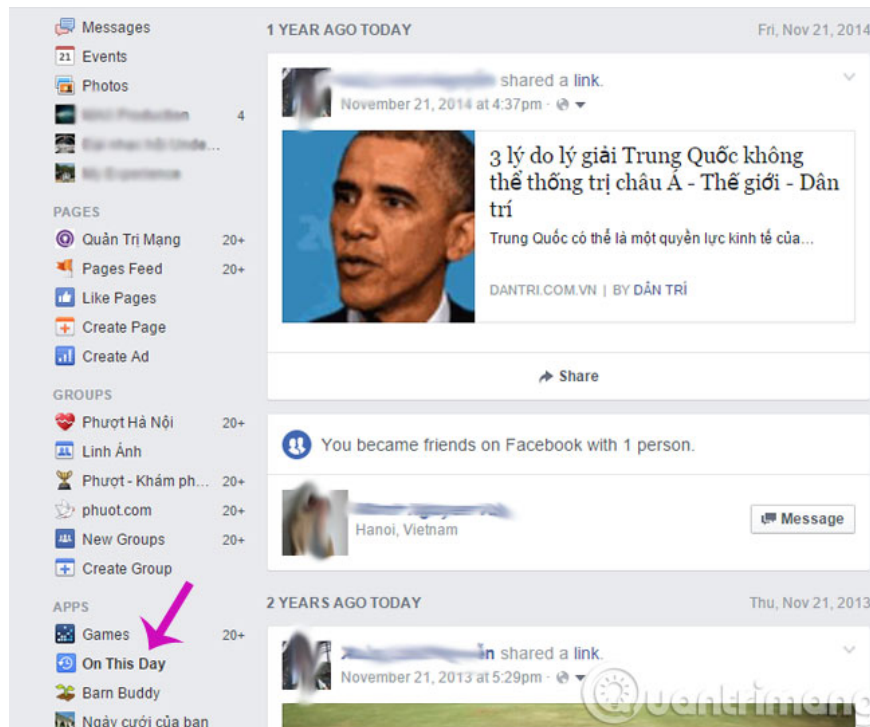 Messages
Events
21
Photos
4
PAGES
Quản Trị Mạng 20+
Pages Feed 20+
Like Pages
Create Page
Create Ad
GROUPS
Phượt Hà Nội 20+
Linh Ảnh
Phượt - Khám ph... 20+
phuot.com 20+
New Groups 20+
Create Group
APPS
Games 20+
On This Day
Barn Buddy
Ngày cưới của bạn
1 YEAR AGO TODAY Fri, Nov 21, 2014
shared a link.
November 21, 2014 at 4:37pm ·
3 lý do lý giải Trung Quốc không
thể thống trị châu Á - Thế giới - Dân
trí
Trung Quốc có thể là một quyền lực kinh tế của...
DANTRI.COM.VN | BY DÂN TRÍ
Share
You became friends on Facebook with 1 person.
Hanoi, Vietnam
Message
2 YEARS AGO TODAY Thu, Nov 21, 2013
shared a link.
November 21, 2013 at 5:29pm ·
Quantrimang